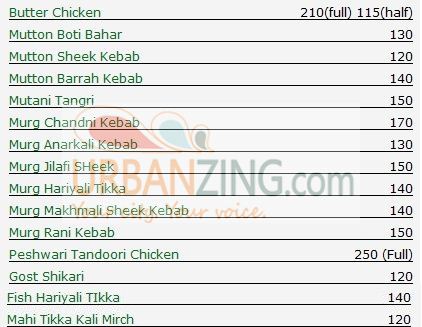 Butter Chicken 210(full) 115(half)
Mutton Boti Bahar 130
Mutton Sheek Kebab 120
Mutton Barrah Kebab 140
Mutani Tangri 150
Murg Chandni Kebab 170
Murg Anarkali Kebab 130
Murg Jilafi SHeek 150
URBANZING.com
Murg Hariyali Tikka 140
Murg Makhmali Sheek Kebab 140
Your city. Your voice.
Murg Rani Kebab 150
Peshwari Tandoori Chicken 250 (Full)
Gost Shikari 120
Fish Hariyali TIkka 140
Mahi Tikka Kali Mirch 120